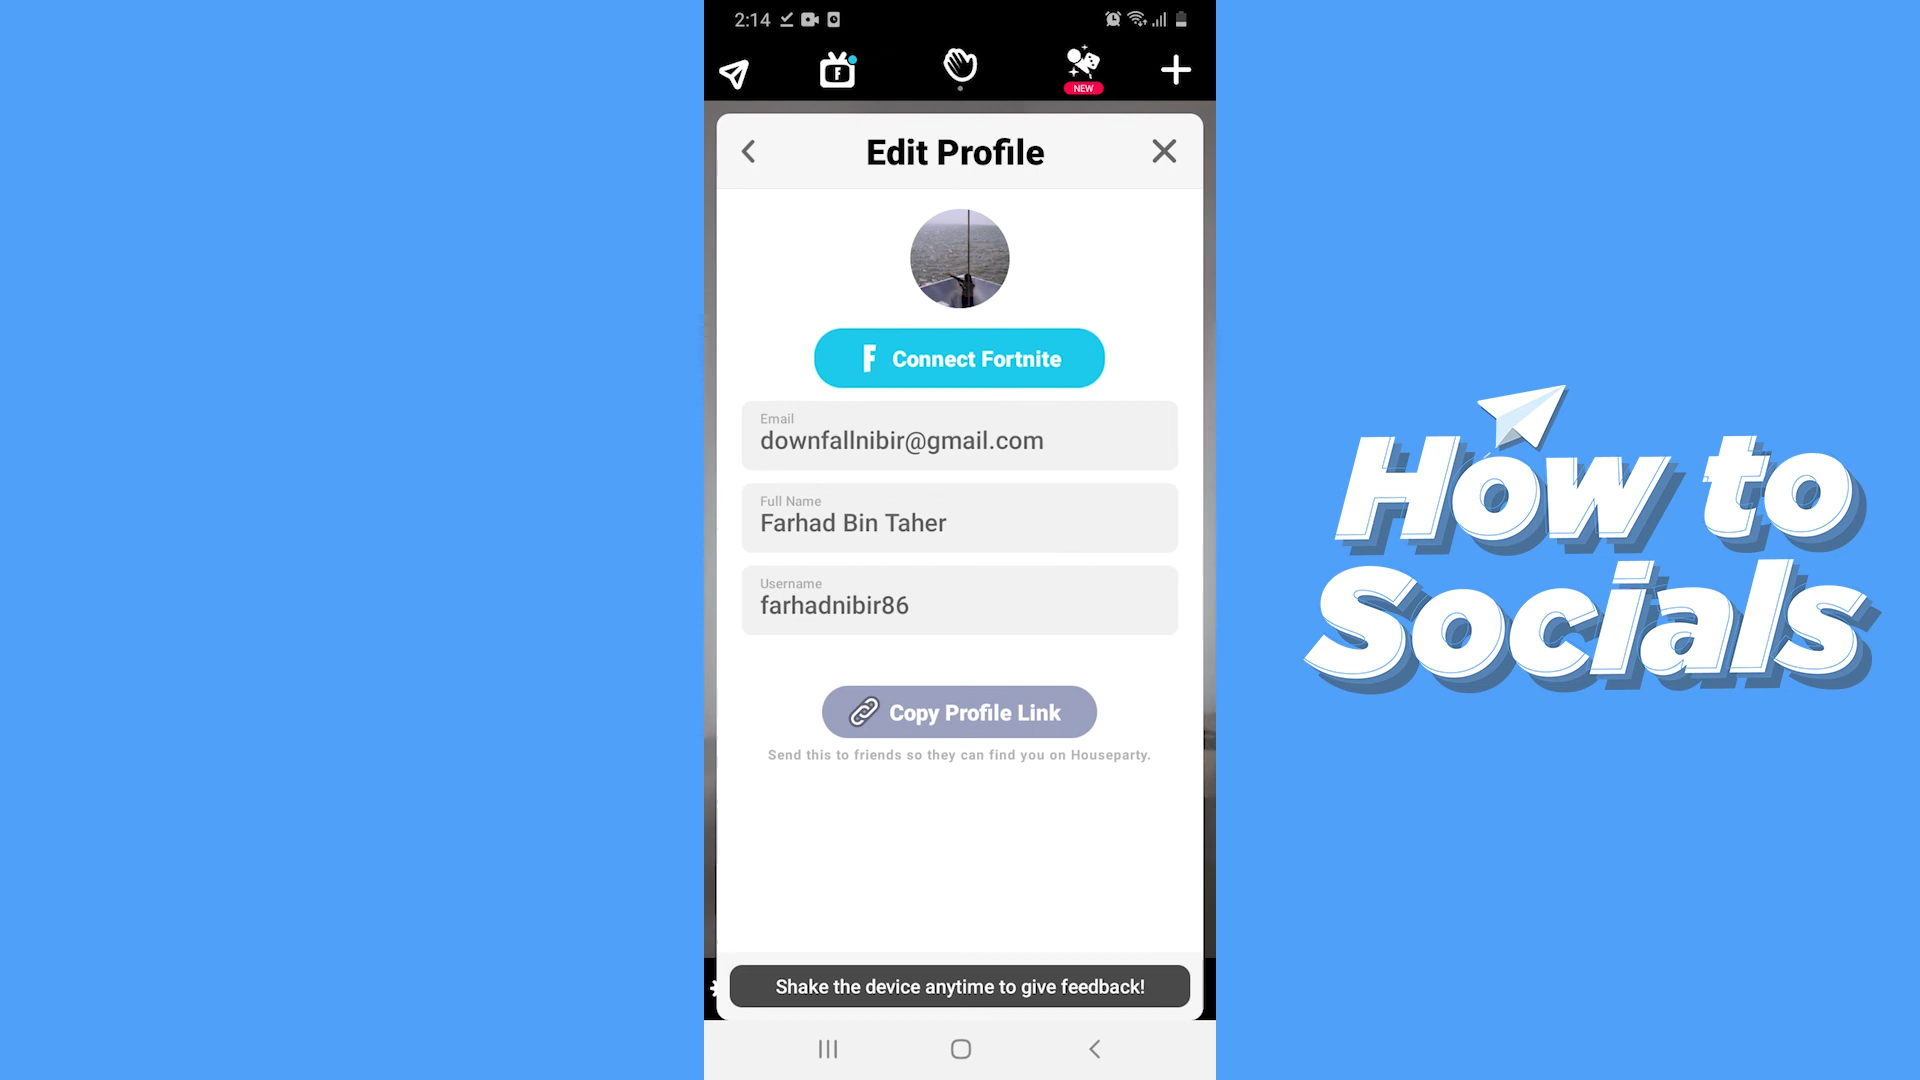 2:14
F
NEW
Edit Profile
F Connect Fortnite
Email
downfallnibir@gmail.com
Full Name
Farhad Bin Taher
Username
farhadnibir86
Copy Profile Link
Send this to friends so they can find you on Houseparty.
Shake the device anytime to give feedback!
How to
Socials